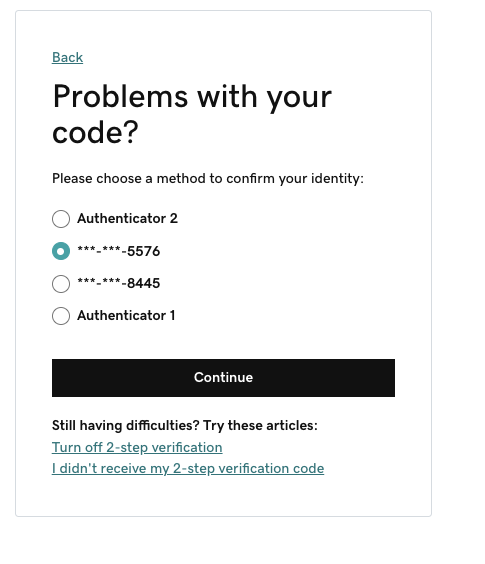 Back
Problems with your
code?
Please choose a method to confirm your identity:
Authenticator 2
***-***-5576
***-***-8445
Authenticator 1
Continue
Still having difficulties? Try these articles:
Turn off 2-step verification
I didn't receive my 2-step verification code